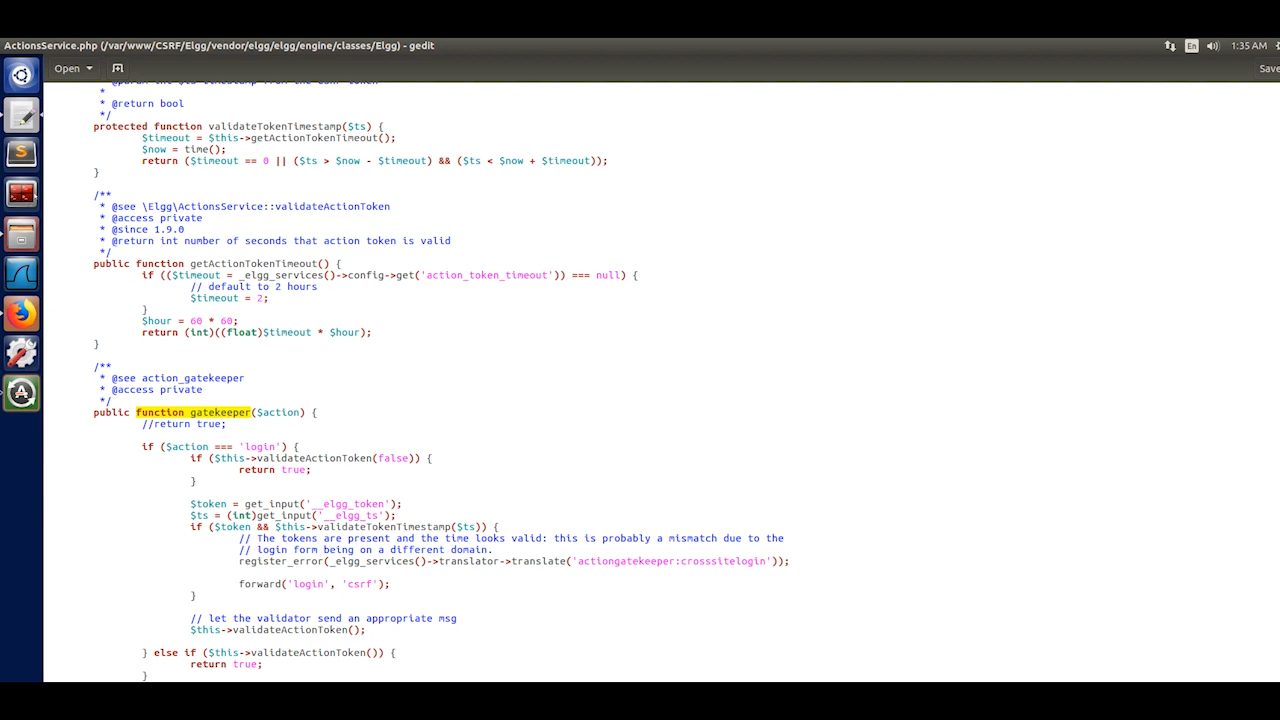 ActionsService.php (/var/www/CSRF/Elgg/vendor/elgg/elgg/engine/classes/Elgg) - gedit
En
1:35 AM
Open
Save
*
* @return bool
*/
protected function validateTokenTimestamp($ts) {
$timeout = $this->getActionTokenTimeout();
$now = time();
return ($timeout == 0 || ($ts > $now - $timeout) && ($ts < $now + $timeout));
}
/**
* @see \Elgg\ActionsService::validateActionToken
* @access private
* @since 1.9.0
* @return int number of seconds that action token is valid
*/
public function getActionTokenTimeout() {
if (($timeout = _elgg_services()->config->get('action_token_timeout')) === null) {
// default to 2 hours
$timeout = 2;
}
$hour = 60 * 60;
return (int)((float)$timeout * $hour);
}
/**
* @see action_gatekeeper
* @access private
*/
public function gatekeeper($action) {
//return true;
if ($action === 'login') {
if ($this->validateActionToken(false)) {
return true;
}
$token = get_input('__elgg_token');
$ts = (int)get_input('__elgg_ts');
if ($token && $this->validateTokenTimestamp($ts)) {
// The tokens are present and the time looks valid: this is probably a mismatch due to the
// login form being on a different domain.
register_error(_elgg_services()->translator->translate('actiongatekeeper:crosssitelogin'));
forward('login', 'csrf');
}
// let the validator send an appropriate msg
$this->validateActionToken();
} else if ($this->validateActionToken()) {
return true;
}